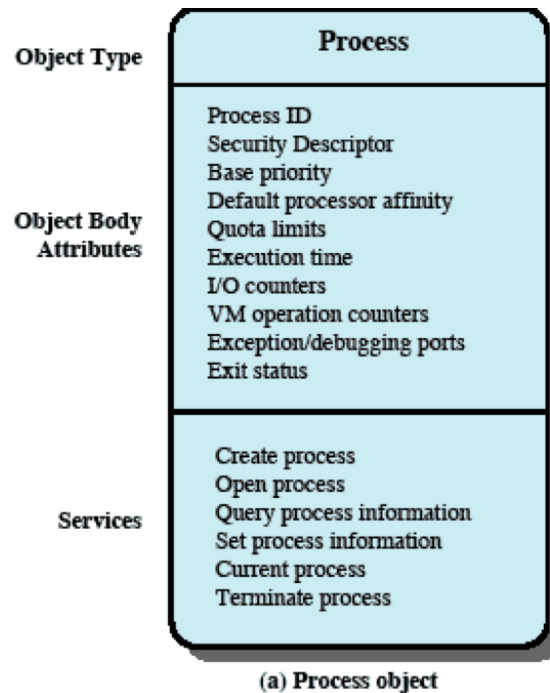 Object Type
Process
Object Body
Attributes
Process ID
Security Descriptor
Base priority
Default processor affinity
Quota limits
Execution time
I/O counters
VM operation counters
Exception/debugging ports
Exit status
Services
Create process
Open process
Query process information
Set process information
Current process
Terminate process
(a) Process object